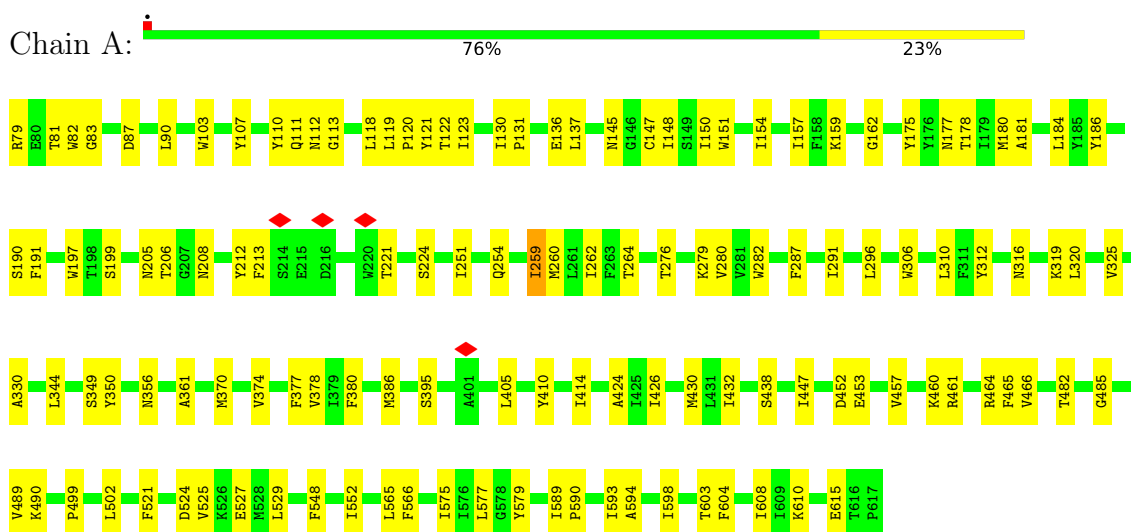 Chain A:
76% 23%
R79 E80 T81 W82 G83 D87 L90 W103 Y107 Y110 Q111 N112 G113 L118 L119 P120 Y121 T122 I123 I130 P131 E136 L137 N145 G146 C147 I148 S149 I150 W151 I154 I157 F158 K159 G162 Y175 Y176 N177 T178 I179 M180 A181 L184 Y185 Y186
S190 F191 W197 T198 S199 N205 T206 G207 N208 Y212 F213 S214 E215 D216 W220 T221 S224 I251 Q254 I259 M260 L261 I262 F263 T264 T276 K279 V280 V281 W282 F287 I291 L296 W306 L310 F311 Y312 N316 K319 L320 V325
A330 L344 S349 Y350 N356 A361 M370 V374 F377 V378 I379 F380 M386 S395 A401 L405 Y410 I414 A424 I425 I426 M430 L431 I432 S438 I447 D452 E453 V457 K460 R461 R464 F465 V466 T482 G485
V489 K490 P499 L502 F521 D524 V525 K526 E527 M528 L529 F548 I552 L565 F566 I575 I576 L577 G578 Y579 I589 P590 I593 A594 I598 T603 F604 I608 I609 K610 E615 T616 P617